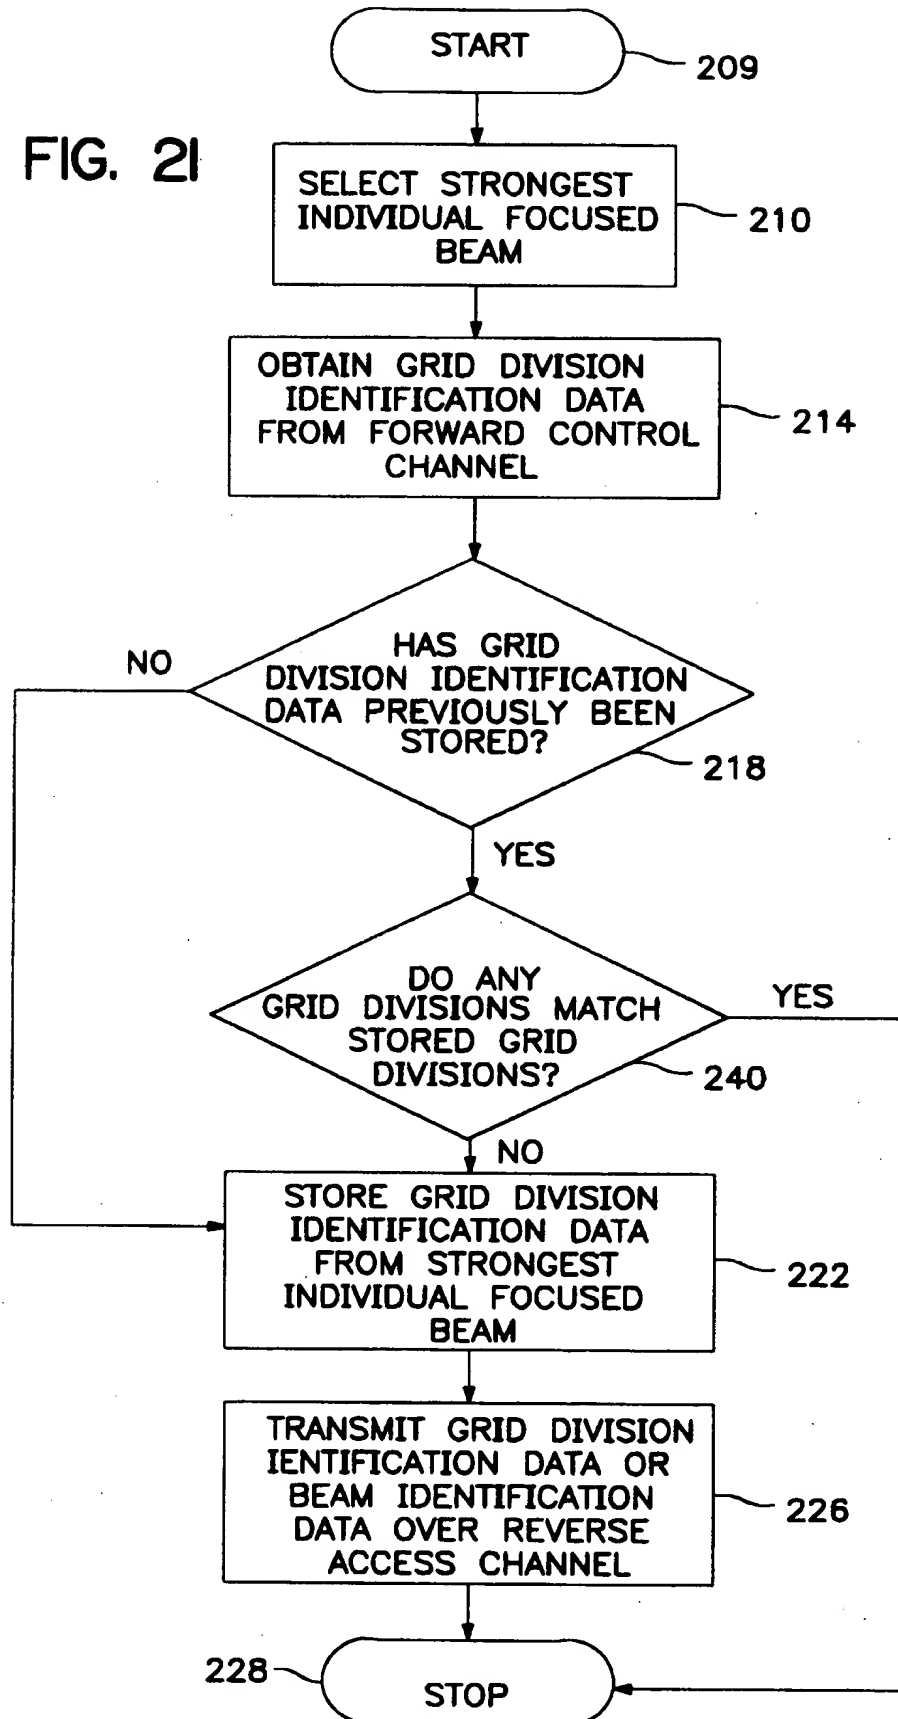 START
209
FIG. 21
SELECT STRONGEST
INDIVIDUAL FOCUSED
BEAM
210
OBTAIN GRID DIVISION
IDENTIFICATION DATA
FROM FORWARD CONTROL
CHANNEL
214
NO
HAS GRID
DIVISION IDENTIFICATION
DATA PREVIOUSLY BEEN
STORED?
218
YES
DO ANY
GRID DIVISIONS MATCH
STORED GRID
DIVISIONS?
YES
240
NO
STORE GRID DIVISION
IDENTIFICATION DATA
FROM STRONGEST
INDIVIDUAL FOCUSED
BEAM
222
TRANSMIT GRID DIVISION
IENTIFICATION DATA OR
BEAM IDENTIFICATION
DATA OVER REVERSE
ACCESS CHANNEL
226
228
STOP